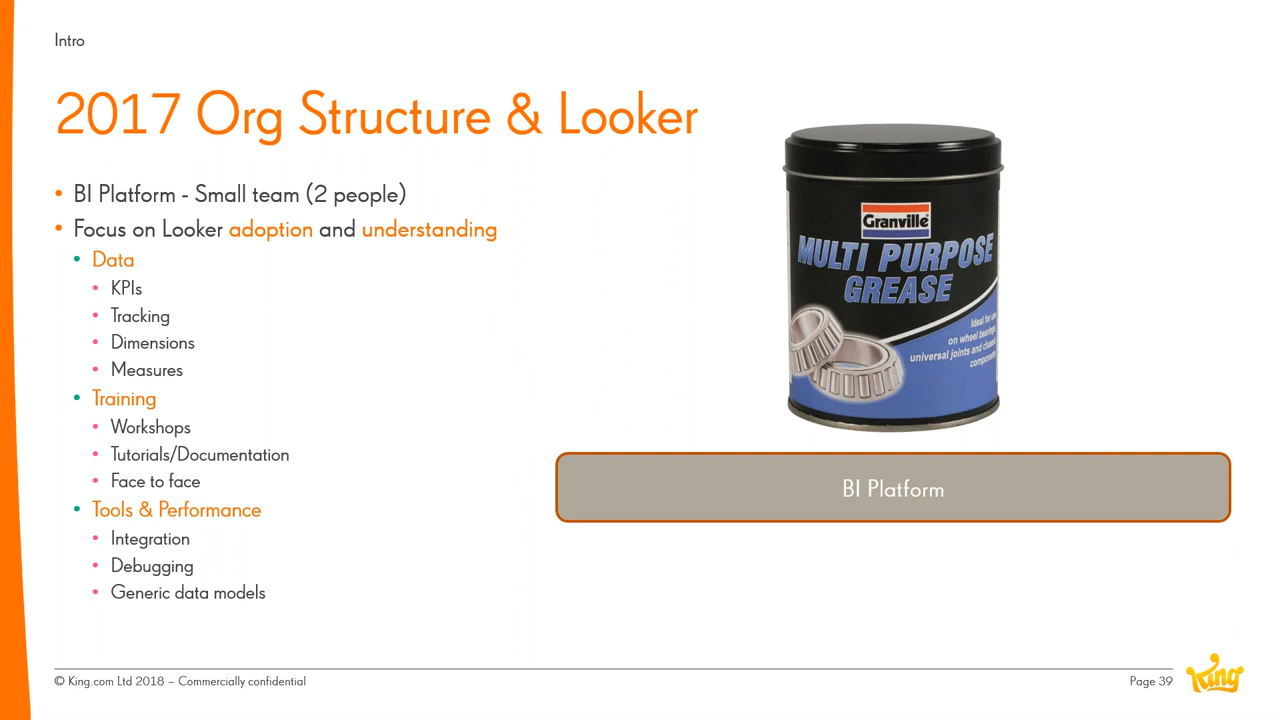 Intro
2017 Org Structure & Looker
• BI Platform - Small team (2 people)
• Focus on Looker adoption and understanding
• Data
• KPIs
• Tracking
• Dimensions
• Measures
• Training
• Workshops
• Tutorials/Documentation
• Face to face
• Tools & Performance
• Integration
• Debugging
• Generic data models
Granville
MULTI PURPOSE
GREASE
Ideal for use
on wheel bearings,
universal joints and
BI Platform
© King.com Ltd 2018 – Commercially confidential
Page 39
King